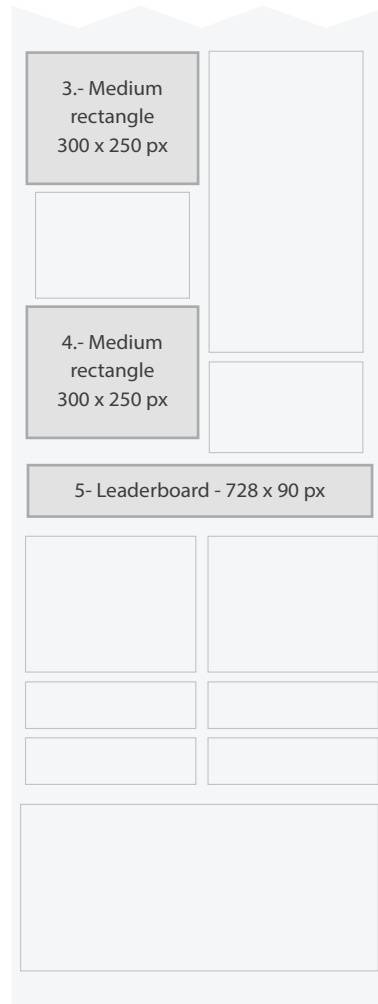 3.- Medium
rectangle
300 x 250 px
4.- Medium
rectangle
300 x 250 px
5- Leaderboard - 728 x 90 px